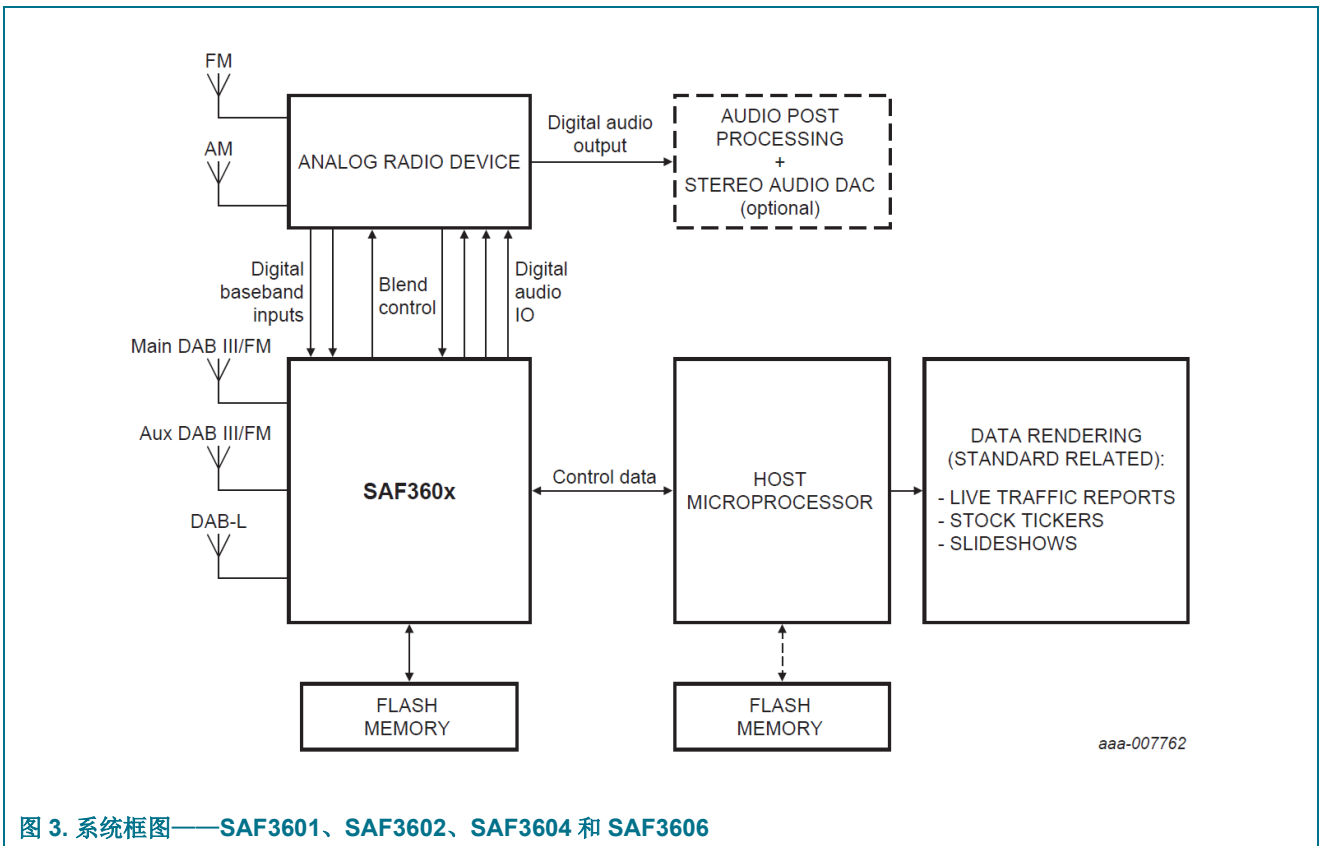 FM
AM
ANALOG RADIO DEVICE
Digital audio
output
AUDIO POST
PROCESSING
+
STEREO AUDIO DAC
(optional)
Digital
baseband
inputs
Blend
control
Digital
audio
IO
Main DAB III/FM
Aux DAB III/FM
DAB-L
SAF360x
Control data
HOST
MICROPROCESSOR
DATA RENDERING
(STANDARD RELATED):
- LIVE TRAFFIC REPORTS
- STOCK TICKERS
- SLIDESHOWS
FLASH
MEMORY
FLASH
MEMORY
aaa-007762
图 3. 系统框图——SAF3601、SAF3602、SAF3604 和 SAF3606